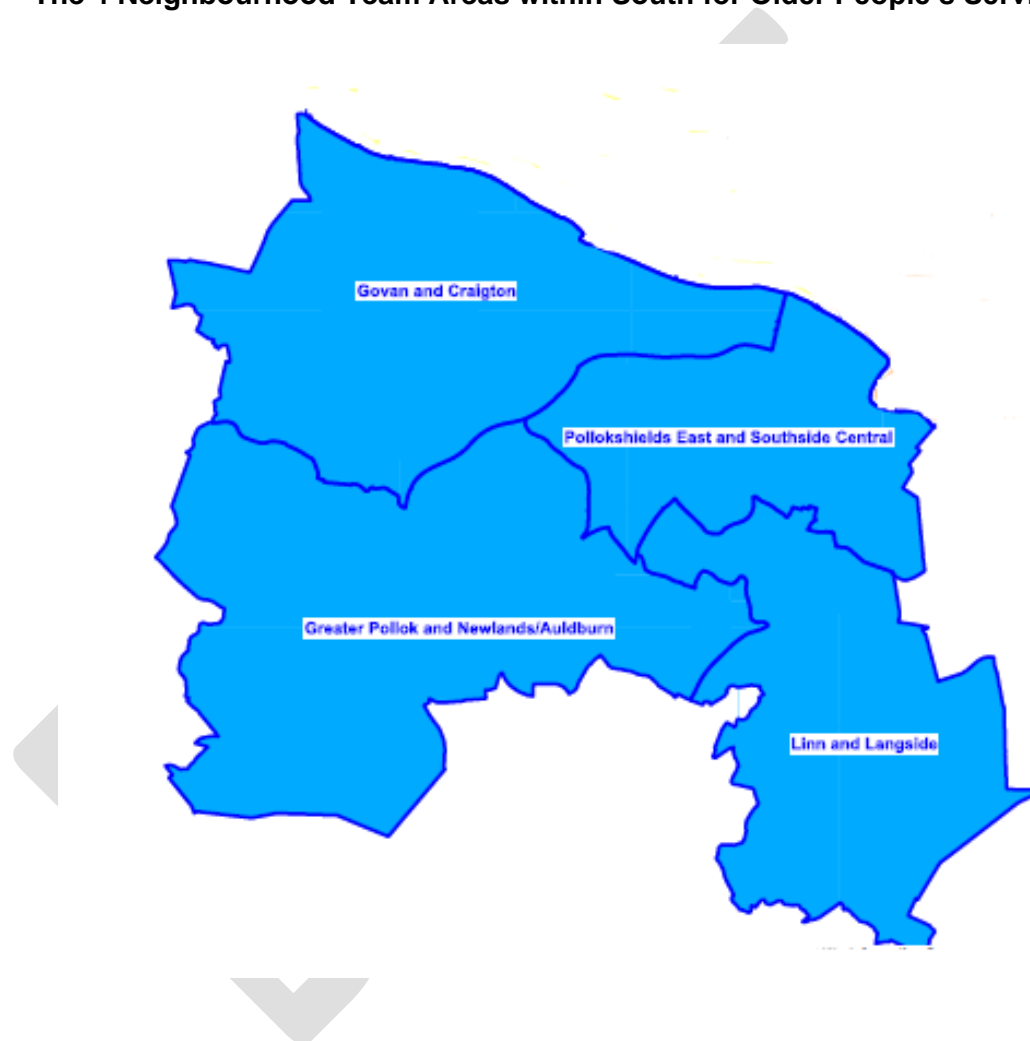 The 4 Neighbourhood Team Areas within South for Older People's Servi
Govan and Craigton
Pollokshields East and Southside Central
Greater Pollok and Newlands/Auldburn
Linn and Langside